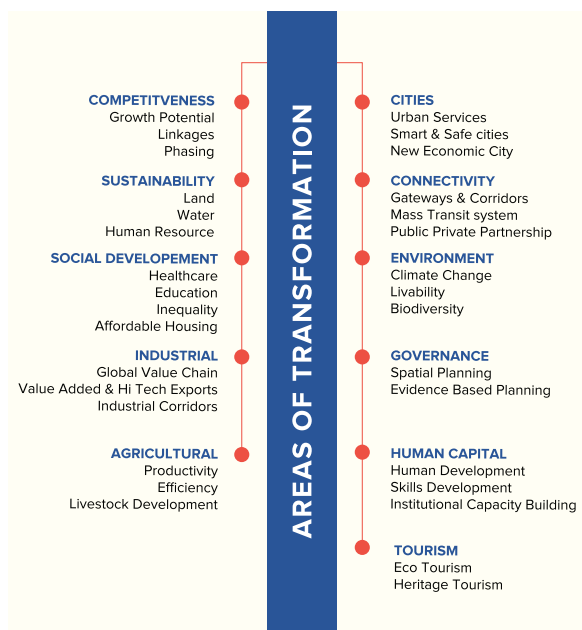 AREAS OF TRANSFORMATION
COMPETITVENESS
Growth Potential
Linkages
Phasing
SUSTAINABILITY
Land
Water
Human Resource
SOCIAL DEVELOPEMENT
Healthcare
Education
Inequality
Affordable Housing
INDUSTRIAL
Global Value Chain
Value Added & Hi Tech Exports
Industrial Corridors
AGRICULTURAL
Productivity
Efficiency
Livestock Development
CITIES
Urban Services
Smart & Safe cities
New Economic City
CONNECTIVITY
Gateways & Corridors
Mass Transit system
Public Private Partnership
ENVIRONMENT
Climate Change
Livability
Biodiversity
GOVERNANCE
Spatial Planning
Evidence Based Planning
HUMAN CAPITAL
Human Development
Skills Development
Institutional Capacity Building
TOURISM
Eco Tourism
Heritage Tourism